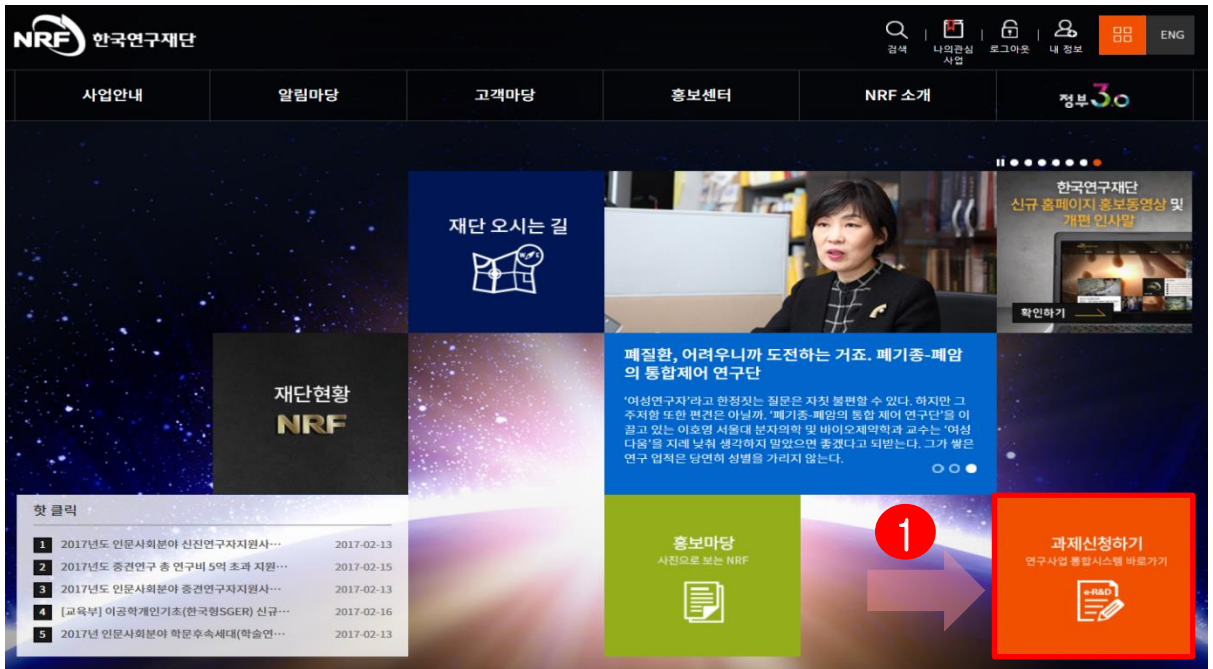 NRF 한국연구재단
검색
나의관심
사업
로그아웃
내 정보
ENG
사업안내
알림마당
고객마당
홍보센터
NRF 소개
정부3.0
재단 오시는 길
한국연구재단
신규 홈페이지 홍보동영상 및
개편 인사말
확인하기
재단현황
NRF
폐질환, 어려우니까 도전하는 거죠. 폐기종-폐암
의 통합제어 연구단
‘여성연구자’라고 한정짓는 질문은 자칫 불편할 수 있다. 하지만 그
주저함 또한 편견은 아닐까. ‘폐기종-폐암의 통합 제어 연구단’을 이
끌고 있는 이호영 서울대 분자의학 및 바이오제약학과 교수는 ‘여성
다움’을 지레 낮춰 생각하지 말았으면 좋겠다고 되받는다. 그가 쌓은
연구 업적은 당연히 성별을 가리지 않는다.
핫 클릭
1 2017년도 인문사회분야 신진연구자지원사… 2017-02-13
2 2017년도 중견연구 총 연구비 5억 초과 지원… 2017-02-15
3 2017년도 인문사회분야 중견연구자지원사… 2017-02-13
4 [교육부] 이공학개인기초(한국형SGER) 신규… 2017-02-16
5 2017년 인문사회분야 학문후속세대(학술연… 2017-02-13
홍보마당
사진으로 보는 NRF
1
과제신청하기
연구사업 통합시스템 바로가기
e-R&D